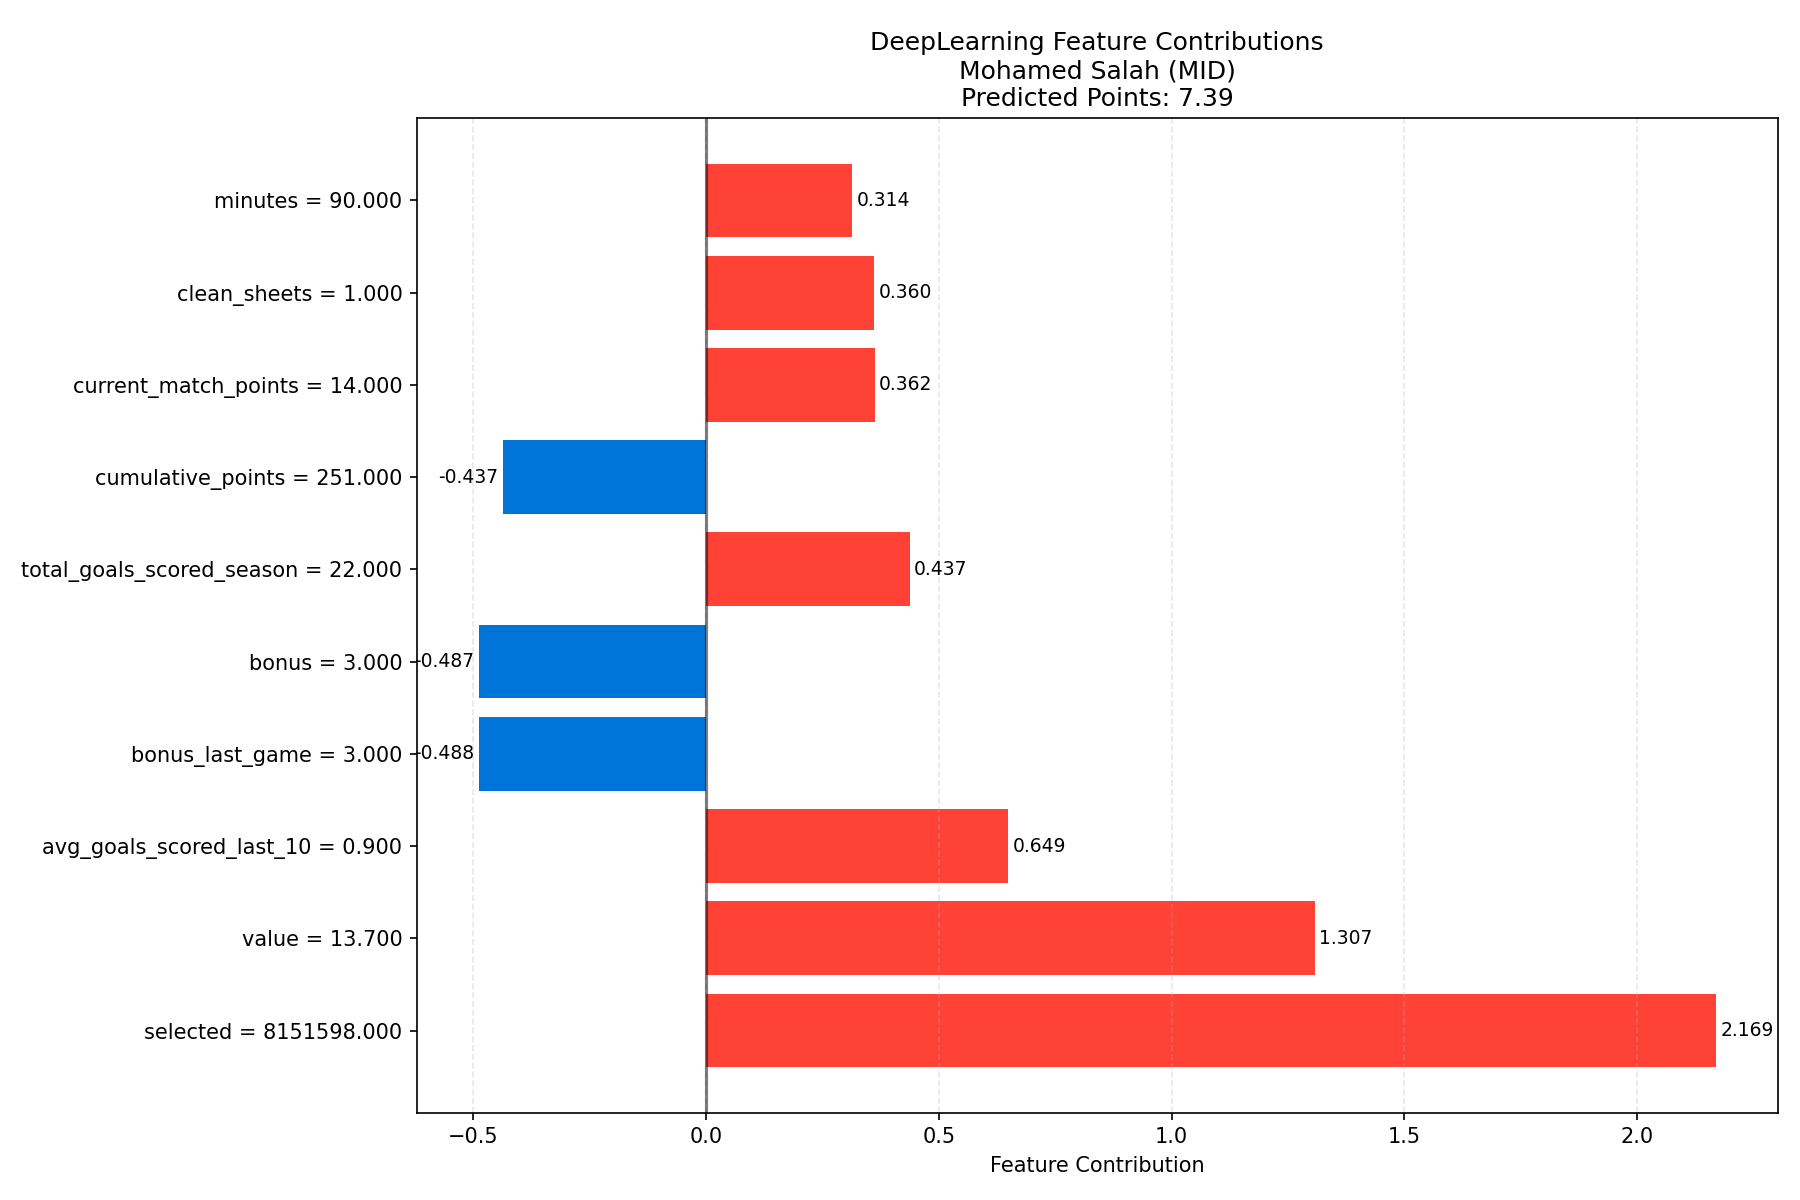 DeepLearning Feature Contributions
Mohamed Salah (MID)
Predicted Points: 7.39
minutes = 90.000
0.314
clean_sheets = 1.000
0.360
current_match_points = 14.000
0.362
cumulative_points = 251.000
-0.437
total_goals_scored_season = 22.000
0.437
bonus = 3.000
-0.487
bonus_last_game = 3.000
-0.488
avg_goals_scored_last_10 = 0.900
0.649
value = 13.700
1.307
selected = 8151598.000
2.169
−0.5 0.0 0.5 1.0 1.5 2.0
Feature Contribution